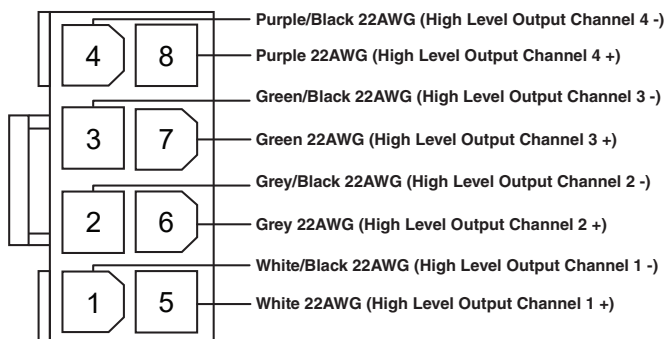 Purple/Black 22AWG (High Level Output Channel 4 -)
4
8
Purple 22AWG (High Level Output Channel 4 +)
Green/Black 22AWG (High Level Output Channel 3 -)
3
7
Green 22AWG (High Level Output Channel 3 +)
Grey/Black 22AWG (High Level Output Channel 2 -)
2
6
Grey 22AWG (High Level Output Channel 2 +)
White/Black 22AWG (High Level Output Channel 1 -)
1
5
White 22AWG (High Level Output Channel 1 +)